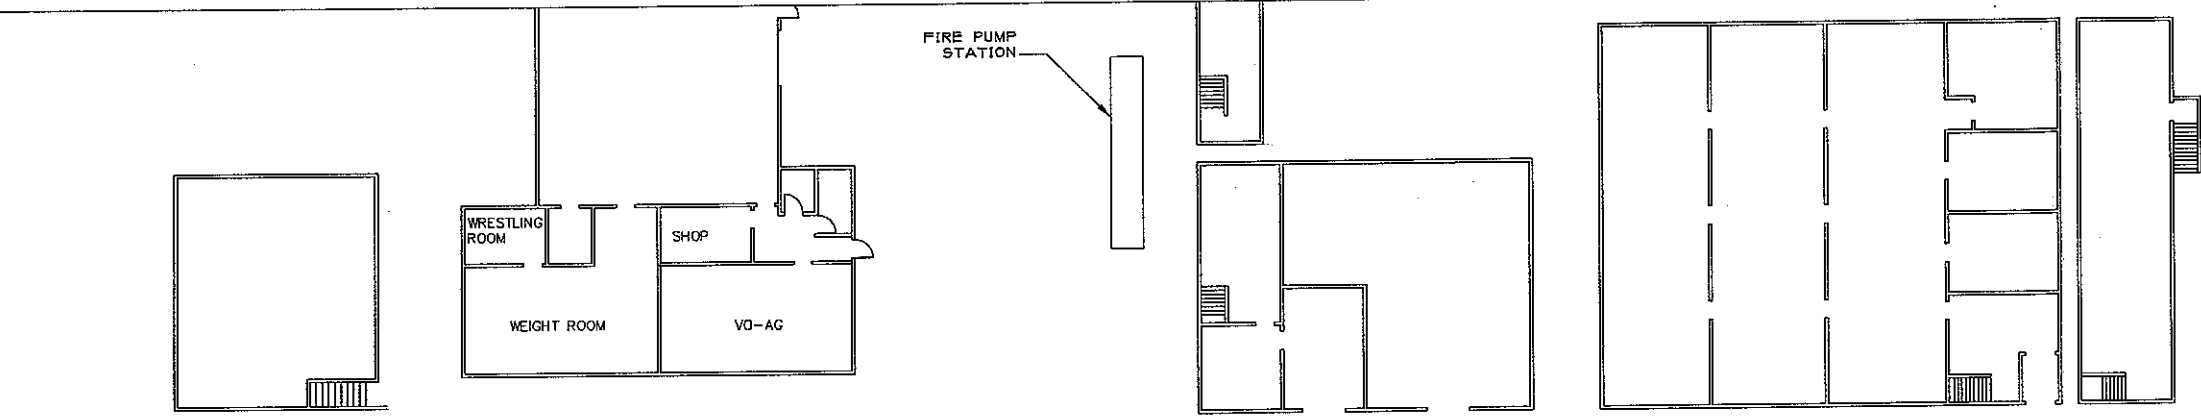 FIRE PUMP
STATION
WRESTLING
ROOM
SHOP
WEIGHT ROOM
VO-AG